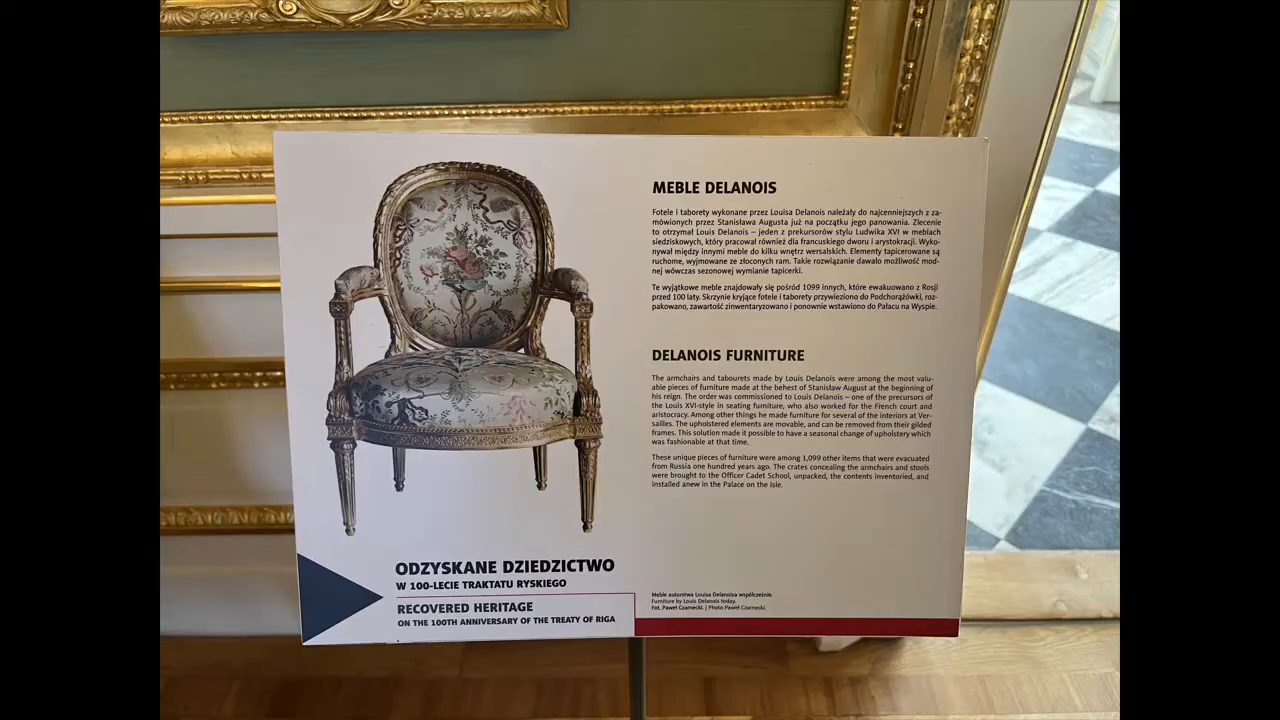 MEBLE DELANOIS
Fotele i taborety wykonane przez Louisa Delanois należały do najcenniejszych z za-
mówionych przez Stanisława Augusta już na początku jego panowania. Zlecenie
to otrzymał Louis Delanois – jeden z prekursorów stylu Ludwika XVI w meblach
siedziskowych, który pracował również dla francuskiego dworu i arystokracji. Wyko-
nywał między innymi meble do kilku wnętrz wersalskich. Elementy tapicerowane są
ruchome, wyjmowane ze złoconych ram. Takie rozwiązanie dawało możliwość mod-
nej wówczas sezonowej wymianie tapicerki.
Te wyjątkowe meble znajdowały się pośród 1099 innych, które ewakuowano z Rosji
przed 100 laty. Skrzynie kryjące fotele i taborety przywieziono do Podchorążówki, roz-
pakowano, zawartość zinwentaryzowano i ponownie wstawiono do Pałacu na Wyspie.
DELANOIS FURNITURE
The armchairs and tabourets made by Louis Delanois were among the most valu-
able pieces of furniture made at the behest of Stanisław August at the beginning of
his reign. The order was commissioned to Louis Delanois – one of the precursors of
the Louis XVI-style in seating furniture, who also worked for the French court and
aristocracy. Among other things he made furniture for several of the interiors at Ver-
sailles. The upholstered elements are movable, and can be removed from their gilded
frames. This solution made it possible to have a seasonal change of upholstery which
was fashionable at that time.
These unique pieces of furniture were among 1,099 other items that were evacuated
from Russia one hundred years ago. The crates concealing the armchairs and stools
were brought to the Officer Cadet School, unpacked, the contents inventoried, and
installed anew in the Palace on the Isle.
ODZYSKANE DZIEDZICTWO
W 100-LECIE TRAKTATU RYSKIEGO
RECOVERED HERITAGE
ON THE 100TH ANNIVERSARY OF THE TREATY OF RIGA
Meble autorstwa Louisa Delanoisa współcześnie.
Furniture by Louis Delanois today.
Fot. Paweł Czarnecki. | Photo Paweł Czarnecki.